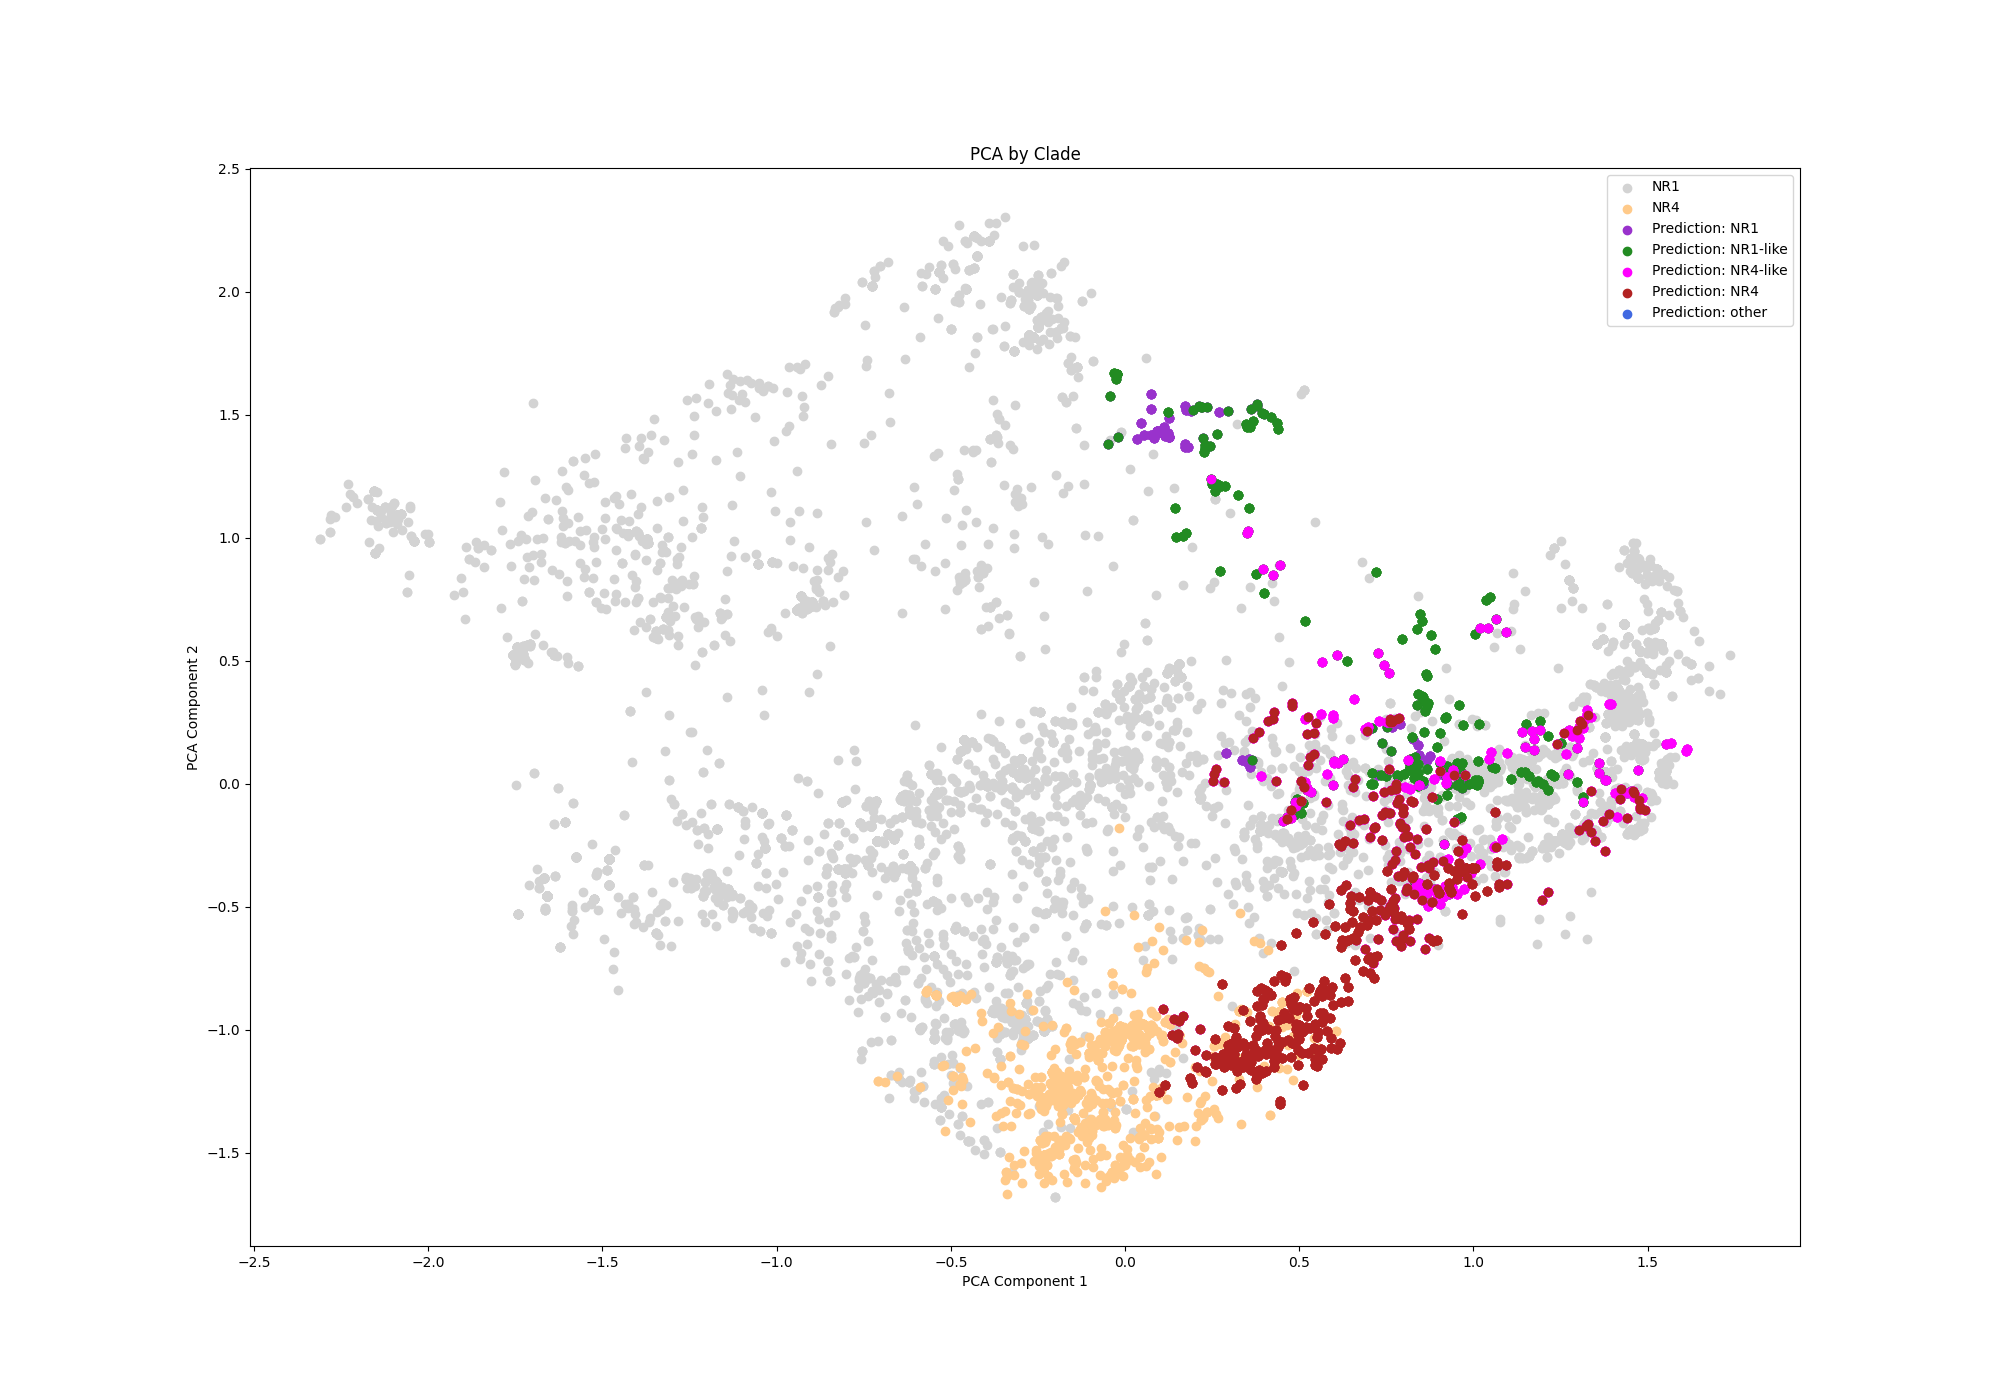 PCA by Clade
2.5
2.0
1.5
1.0
0.5
0.0
−0.5
−1.0
−1.5
PCA Component 2
NR1
NR4
Prediction: NR1
Prediction: NR1-like
Prediction: NR4-like
Prediction: NR4
Prediction: other
−2.5 −2.0 −1.5 −1.0 −0.5 0.0 0.5 1.0 1.5
PCA Component 1